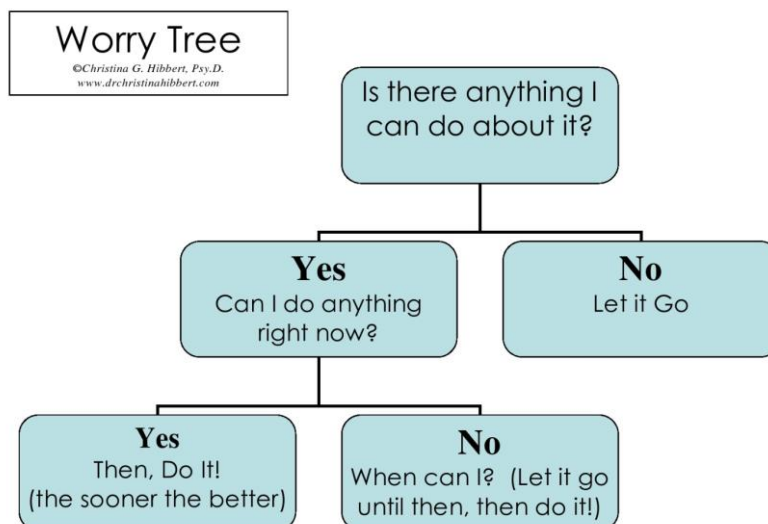 Worry Tree
©Christina G. Hibbert, Psy.D.
www.drchristinahibbert.com
Is there anything I
can do about it?
Yes
Can I do anything
right now?
No
Let it Go
Yes
Then, Do It!
(the sooner the better)
No
When can I?  (Let it go
until then, then do it!)